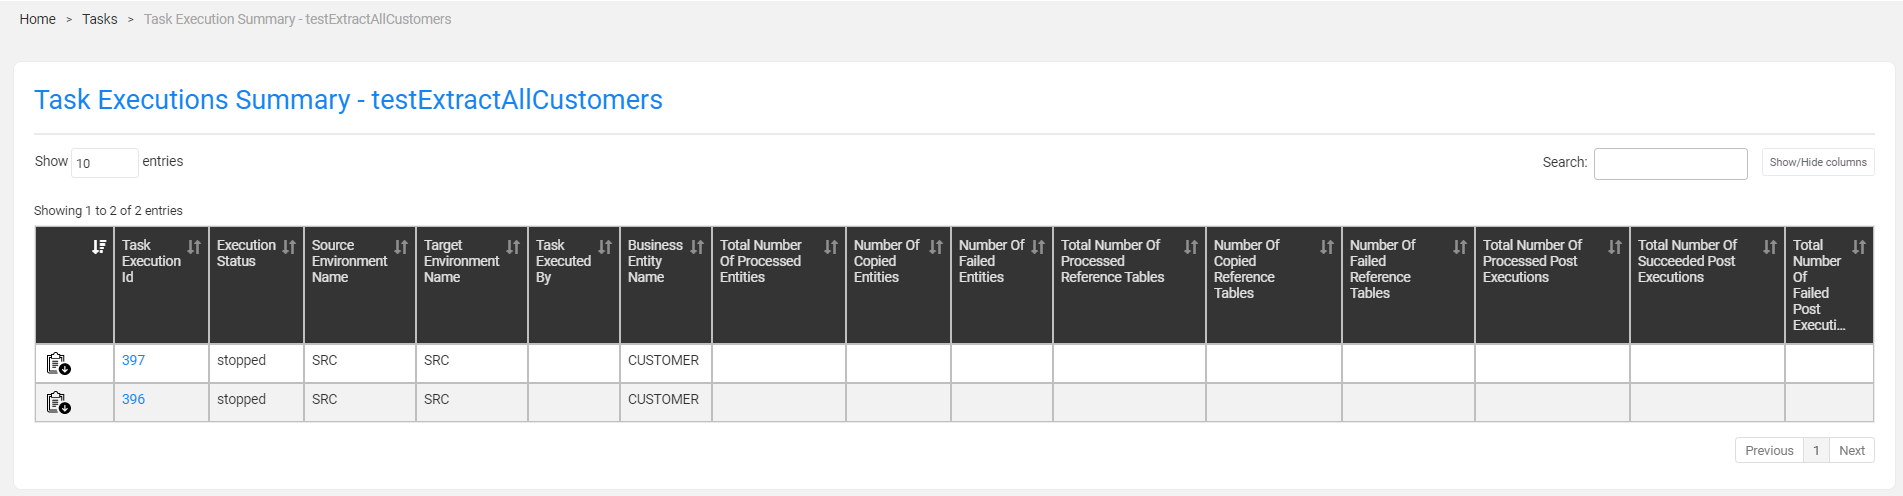 Home > Tasks > Task Execution Summary - testExtractAllCustomers
Task Executions Summary - testExtractAllCustomers
Show 10 entries
Search:
Show/Hide columns
Showing 1 to 2 of 2 entries
Task Execution Id
Execution Status
Source Environment Name
Target Environment Name
Task Executed By
Business Entity Name
Total Number Of Processed Entities
Number Of Copied Entities
Number Of Failed Entities
Total Number Of Processed Reference Tables
Number Of Copied Reference Tables
Number Of Failed Reference Tables
Total Number Of Processed Post Executions
Total Number Of Succeeded Post Executions
Total Number Of Failed Post Executi...
397 stopped SRC SRC CUSTOMER
396 stopped SRC SRC CUSTOMER
Previous 1 Next